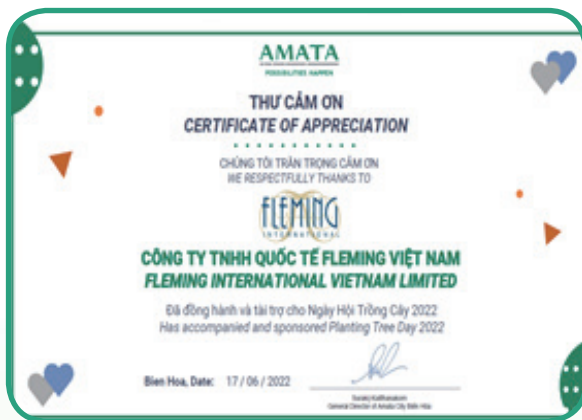 AMATA
POSSIBILITIES HAPPEN
THƯ CẢM ƠN
CERTIFICATE OF APPRECIATION
CHÚNG TÔI TRÂN TRỌNG CẢM ƠN
WE RESPECTFULLY THANKS TO
FLEMING
INTERNATIONAL
CÔNG TY TNHH QUỐC TẾ FLEMING VIỆT NAM
FLEMING INTERNATIONAL VIETNAM LIMITED
Đã đồng hành và tài trợ cho Ngày Hội Trồng Cây 2022
Has accompanied and sponsored Planting Tree Day 2022
Bien Hoa, Date: 17 / 06 / 2022
General Director of Amata City Bien Hoa